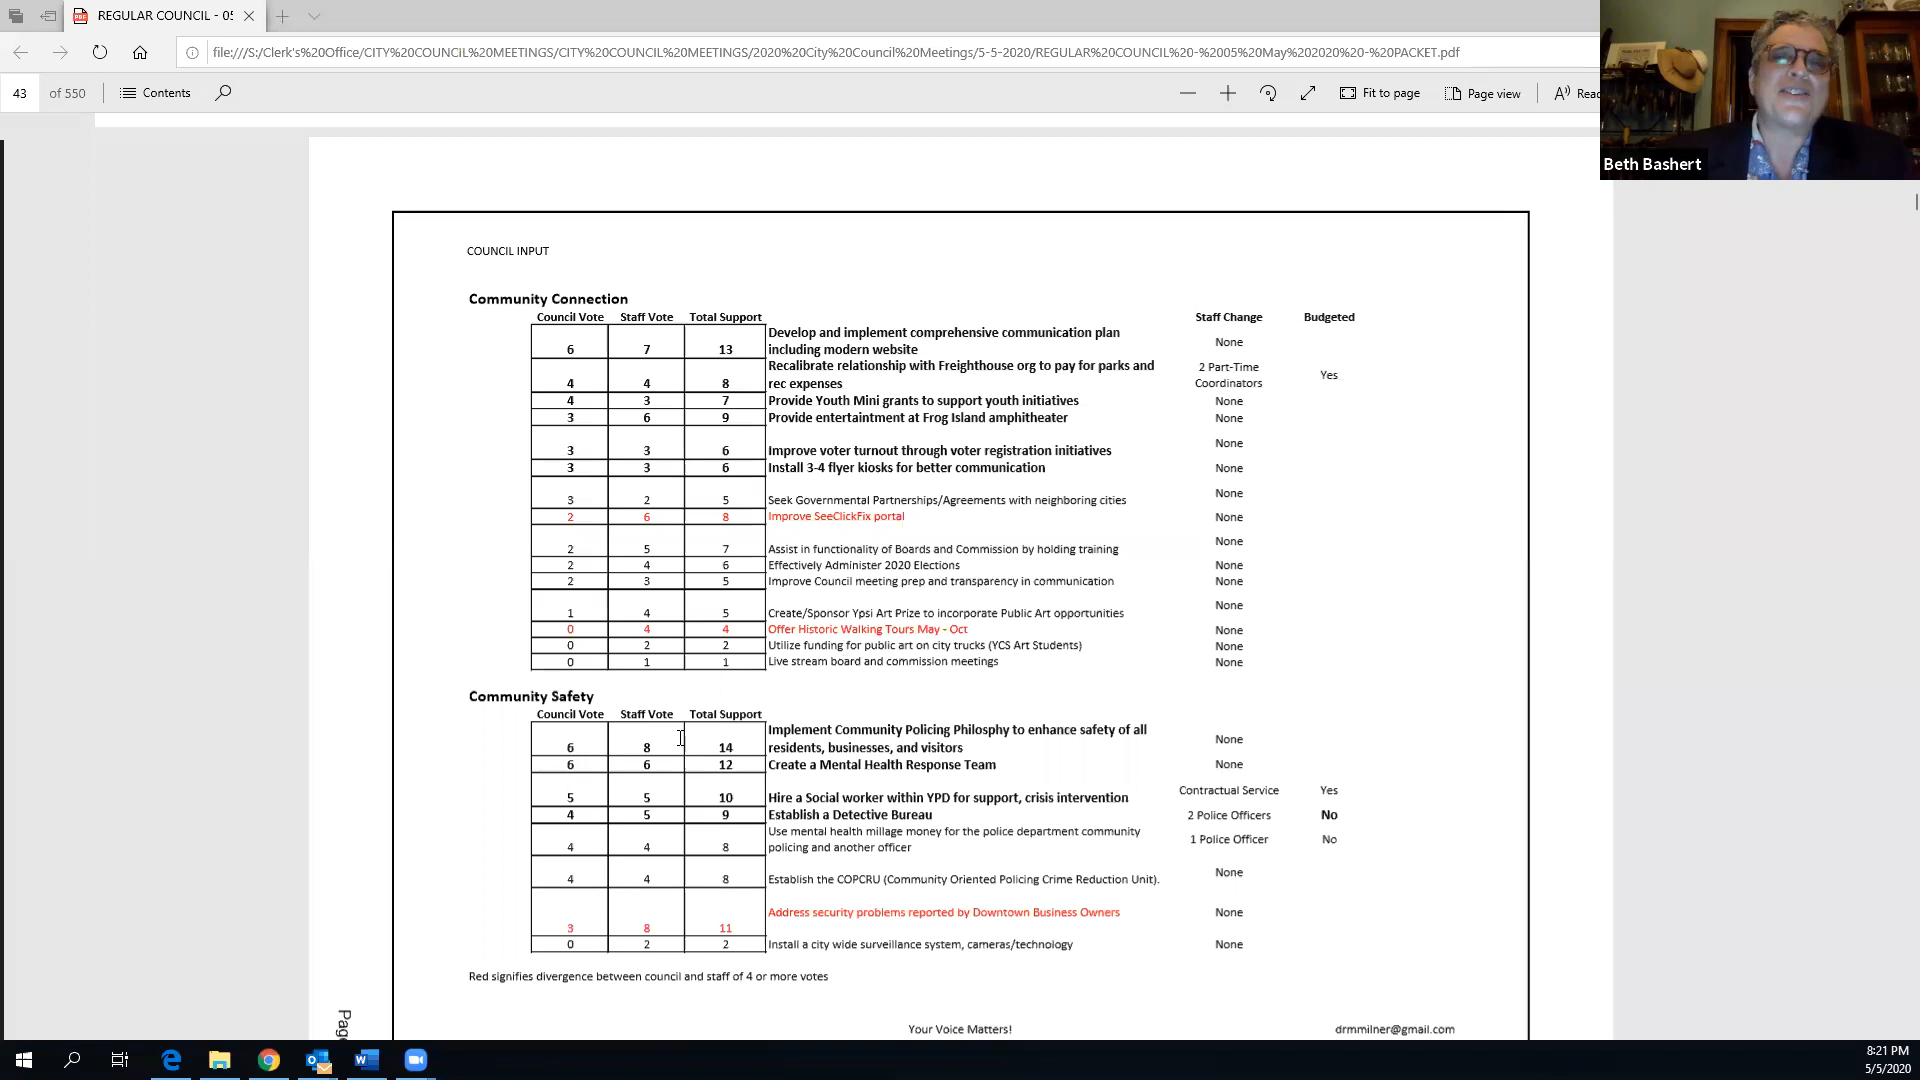 REGULAR COUNCIL - 05
file:///S:/Clerk's%20Office/CITY%20COUNCIL%20MEETINGS/CITY%20COUNCIL%20MEETINGS/2020%20City%20Council%20Meetings/5-5-2020/REGULAR%20COUNCIL%20-%2005%20May%202020%20-%20PACKET.pdf
43 of 550 Contents Fit to page Page view Read
Beth Bashert
COUNCIL INPUT
Community Connection
Council Vote Staff Vote Total Support Staff Change Budgeted
6 7 13 Develop and implement comprehensive communication plan
including modern website None
4 4 8 Recalibrate relationship with Freighthouse org to pay for parks and
rec expenses 2 Part-Time
Coordinators Yes
4 3 7 Provide Youth Mini grants to support youth initiatives None
3 6 9 Provide entertaintment at Frog Island amphitheater None
3 3 6 Improve voter turnout through voter registration initiatives None
3 3 6 Install 3-4 flyer kiosks for better communication None
3 2 5 Seek Governmental Partnerships/Agreements with neighboring cities None
2 6 8 Improve SeeClickFix portal None
2 5 7 Assist in functionality of Boards and Commission by holding training None
2 4 6 Effectively Administer 2020 Elections None
2 3 5 Improve Council meeting prep and transparency in communication None
1 4 5 Create/Sponsor Ypsi Art Prize to incorporate Public Art opportunities None
0 4 4 Offer Historic Walking Tours May - Oct None
0 2 2 Utilize funding for public art on city trucks (YCS Art Students) None
0 1 1 Live stream board and commission meetings None
Community Safety
Council Vote Staff Vote Total Support
6 8 14 Implement Community Policing Philosphy to enhance safety of all
residents, businesses, and visitors None
6 6 12 Create a Mental Health Response Team None
5 5 10 Hire a Social worker within YPD for support, crisis intervention Contractual Service Yes
4 5 9 Establish a Detective Bureau 2 Police Officers No
4 4 8 Use mental health millage money for the police department community
policing and another officer 1 Police Officer No
4 4 8 Establish the COPCRU (Community Oriented Policing Crime Reduction Unit). None
3 8 11 Address security problems reported by Downtown Business Owners None
0 2 2 Install a city wide surveillance system, cameras/technology None
Red signifies divergence between council and staff of 4 or more votes
Your Voice Matters! drmmilner@gmail.com
Page
8:21 PM
5/5/2020